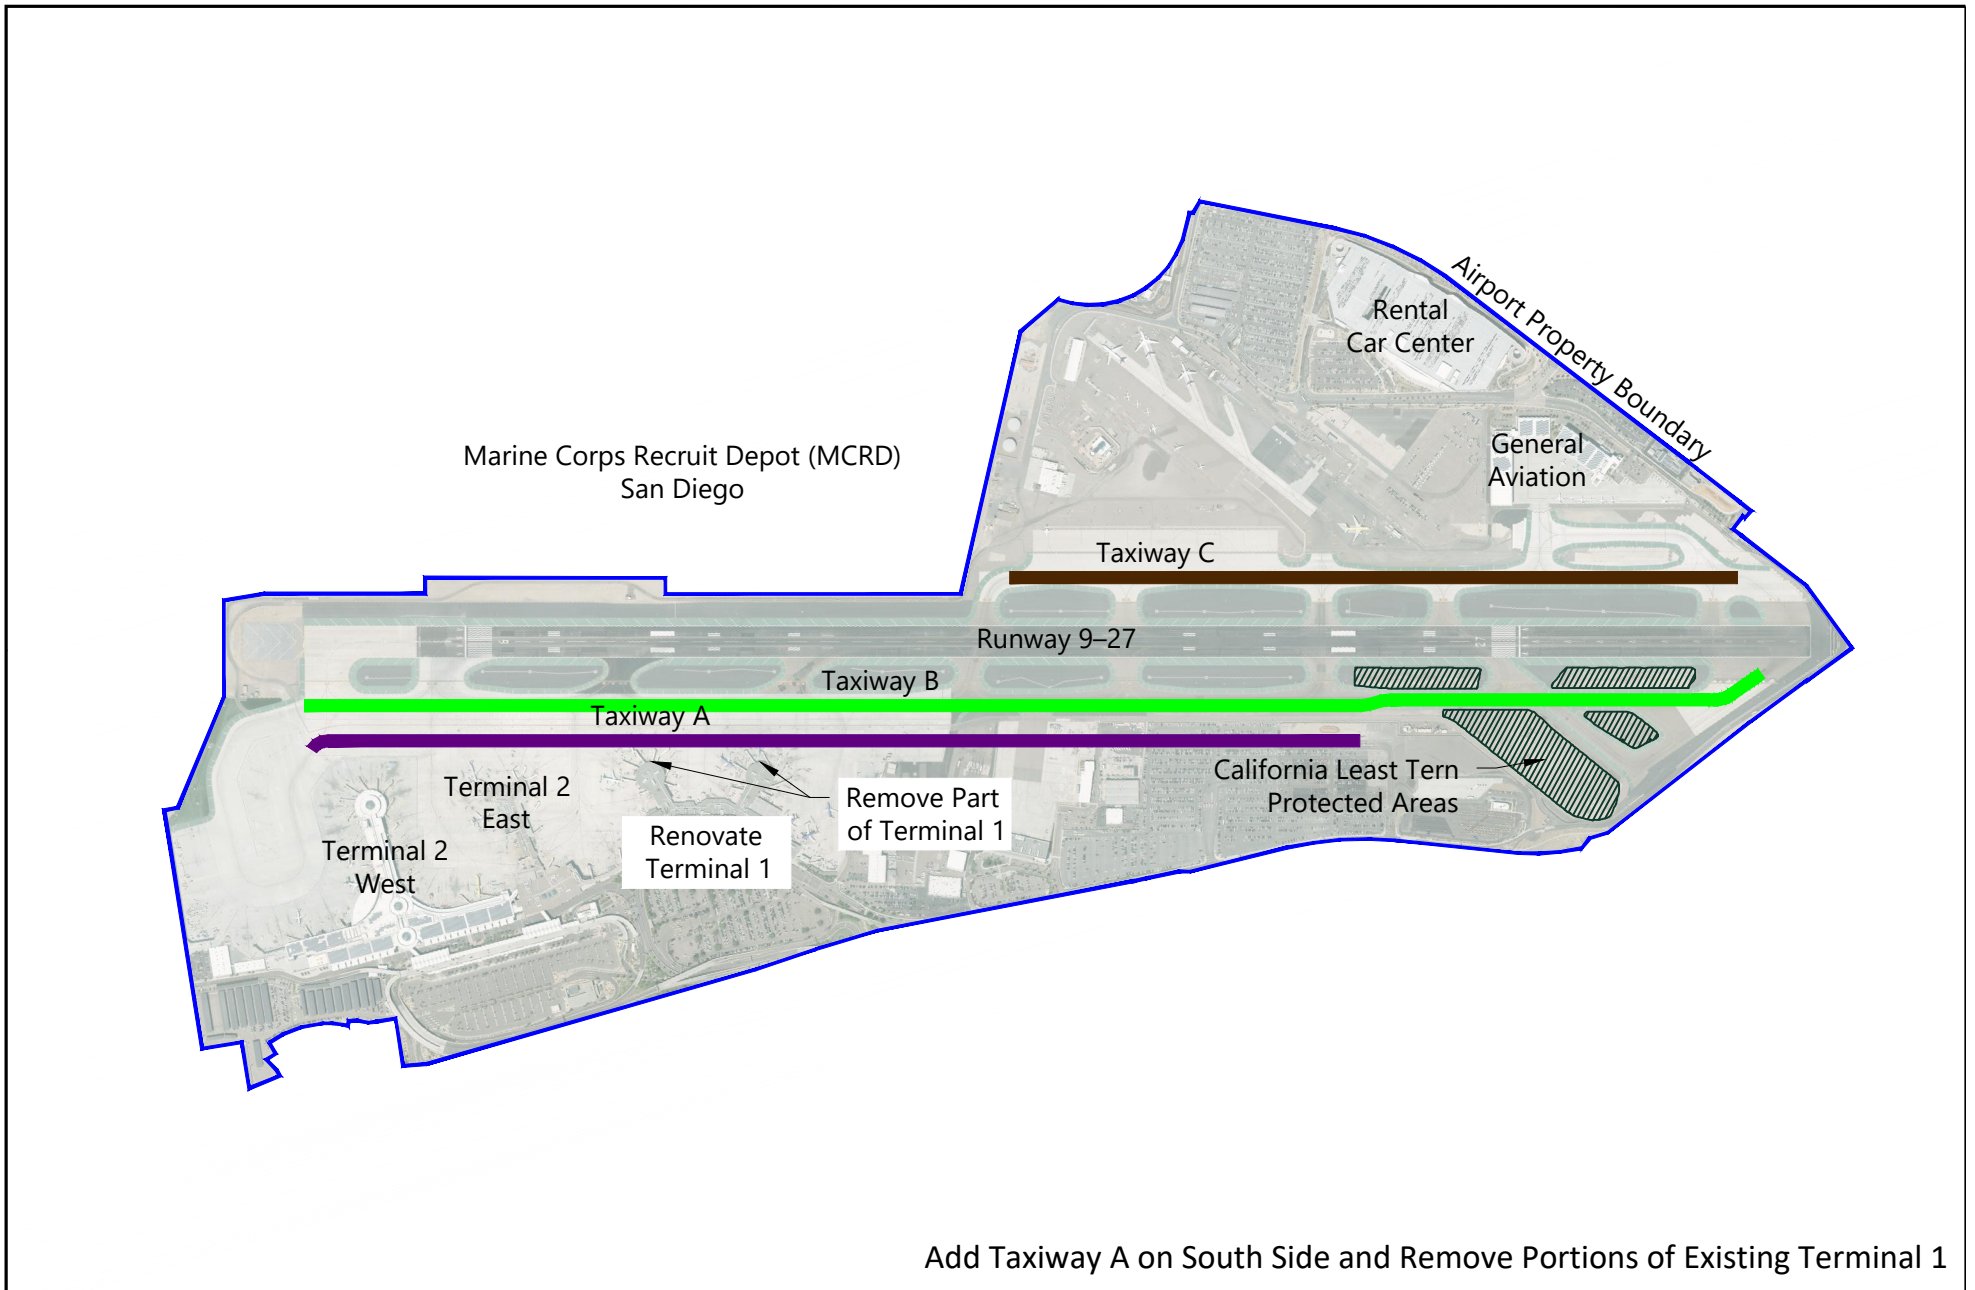 Airport Property Boundary
Rental
Car Center
General
Aviation
Marine Corps Recruit Depot (MCRD)
San Diego
Taxiway C
Runway 9–27
Taxiway B
Taxiway A
California Least Tern
Protected Areas
Terminal 2
East
Remove Part
of Terminal 1
Renovate
Terminal 1
Terminal 2
West
Add Taxiway A on South Side and Remove Portions of Existing Terminal 1